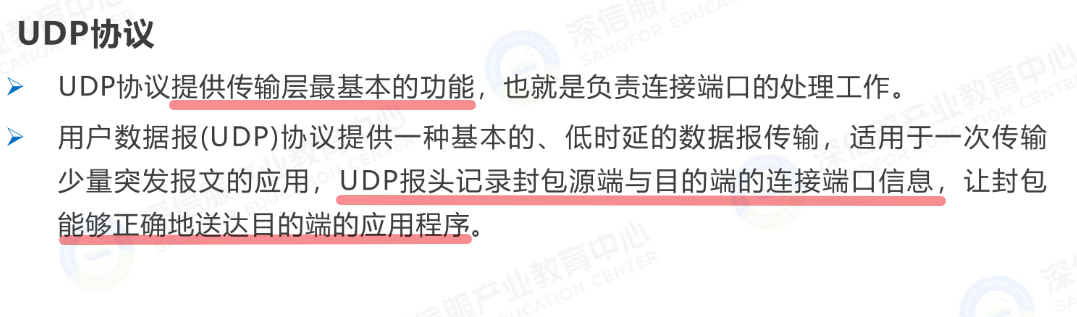 UDP协议
UDP协议提供传输层最基本的功能，也就是负责连接端口的处理工作。
用户数据报(UDP)协议提供一种基本的、低时延的数据报传输，适用于一次传输
少量突发报文的应用，UDP报头记录封包源端与目的端的连接端口信息，让封包
能够正确地送达目的端的应用程序。
深信服产业教育中心
SANGFOR EDUCATION CENTER